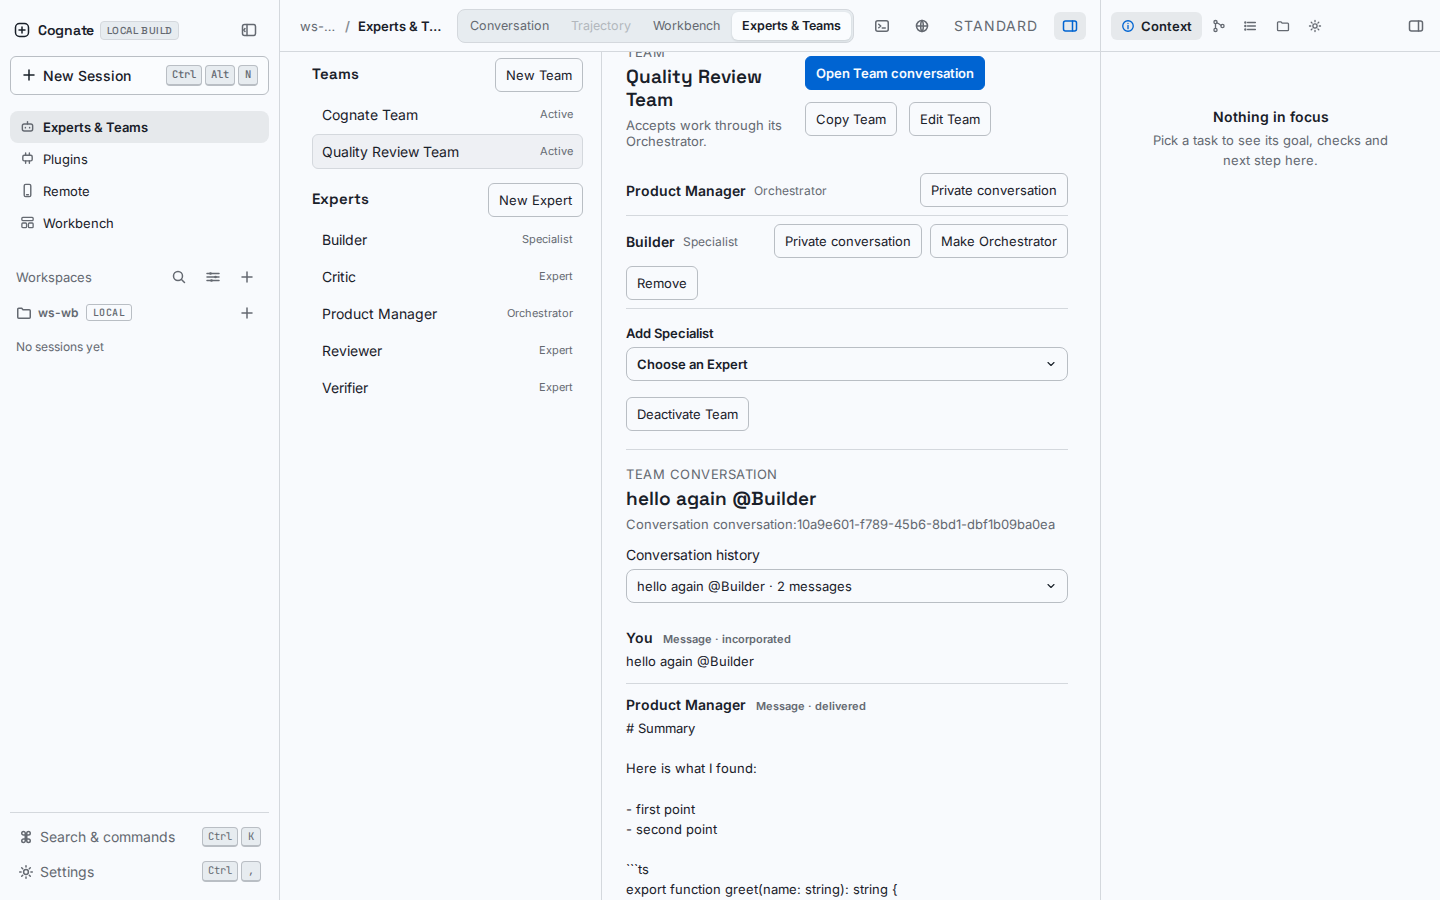 Cognate LOCAL BUILD
New Session Ctrl Alt N
Experts & Teams
Plugins
Remote
Workbench
Workspaces
ws-wb LOCAL
No sessions yet
Search & commands Ctrl K
Settings Ctrl ,
ws-... / Experts & T...
Conversation Trajectory Workbench Experts & Teams
STANDARD
Teams New Team
Cognate Team Active
Quality Review Team Active
Experts New Expert
Builder Specialist
Critic Expert
Product Manager Orchestrator
Reviewer Expert
Verifier Expert
TEAM
Quality Review
Team
Accepts work through its
Orchestrator.
Open Team conversation
Copy Team Edit Team
Product Manager Orchestrator Private conversation
Builder Specialist Private conversation Make Orchestrator
Remove
Add Specialist
Choose an Expert
Deactivate Team
TEAM CONVERSATION
hello again @Builder
Conversation conversation:10a9e601-f789-45b6-8bd1-dbf1b09ba0ea
Conversation history
hello again @Builder · 2 messages
You Message · incorporated
hello again @Builder
Product Manager Message · delivered
# Summary
Here is what I found:
- first point
- second point
```ts
export function greet(name: string): string {
Context
Nothing in focus
Pick a task to see its goal, checks and
next step here.